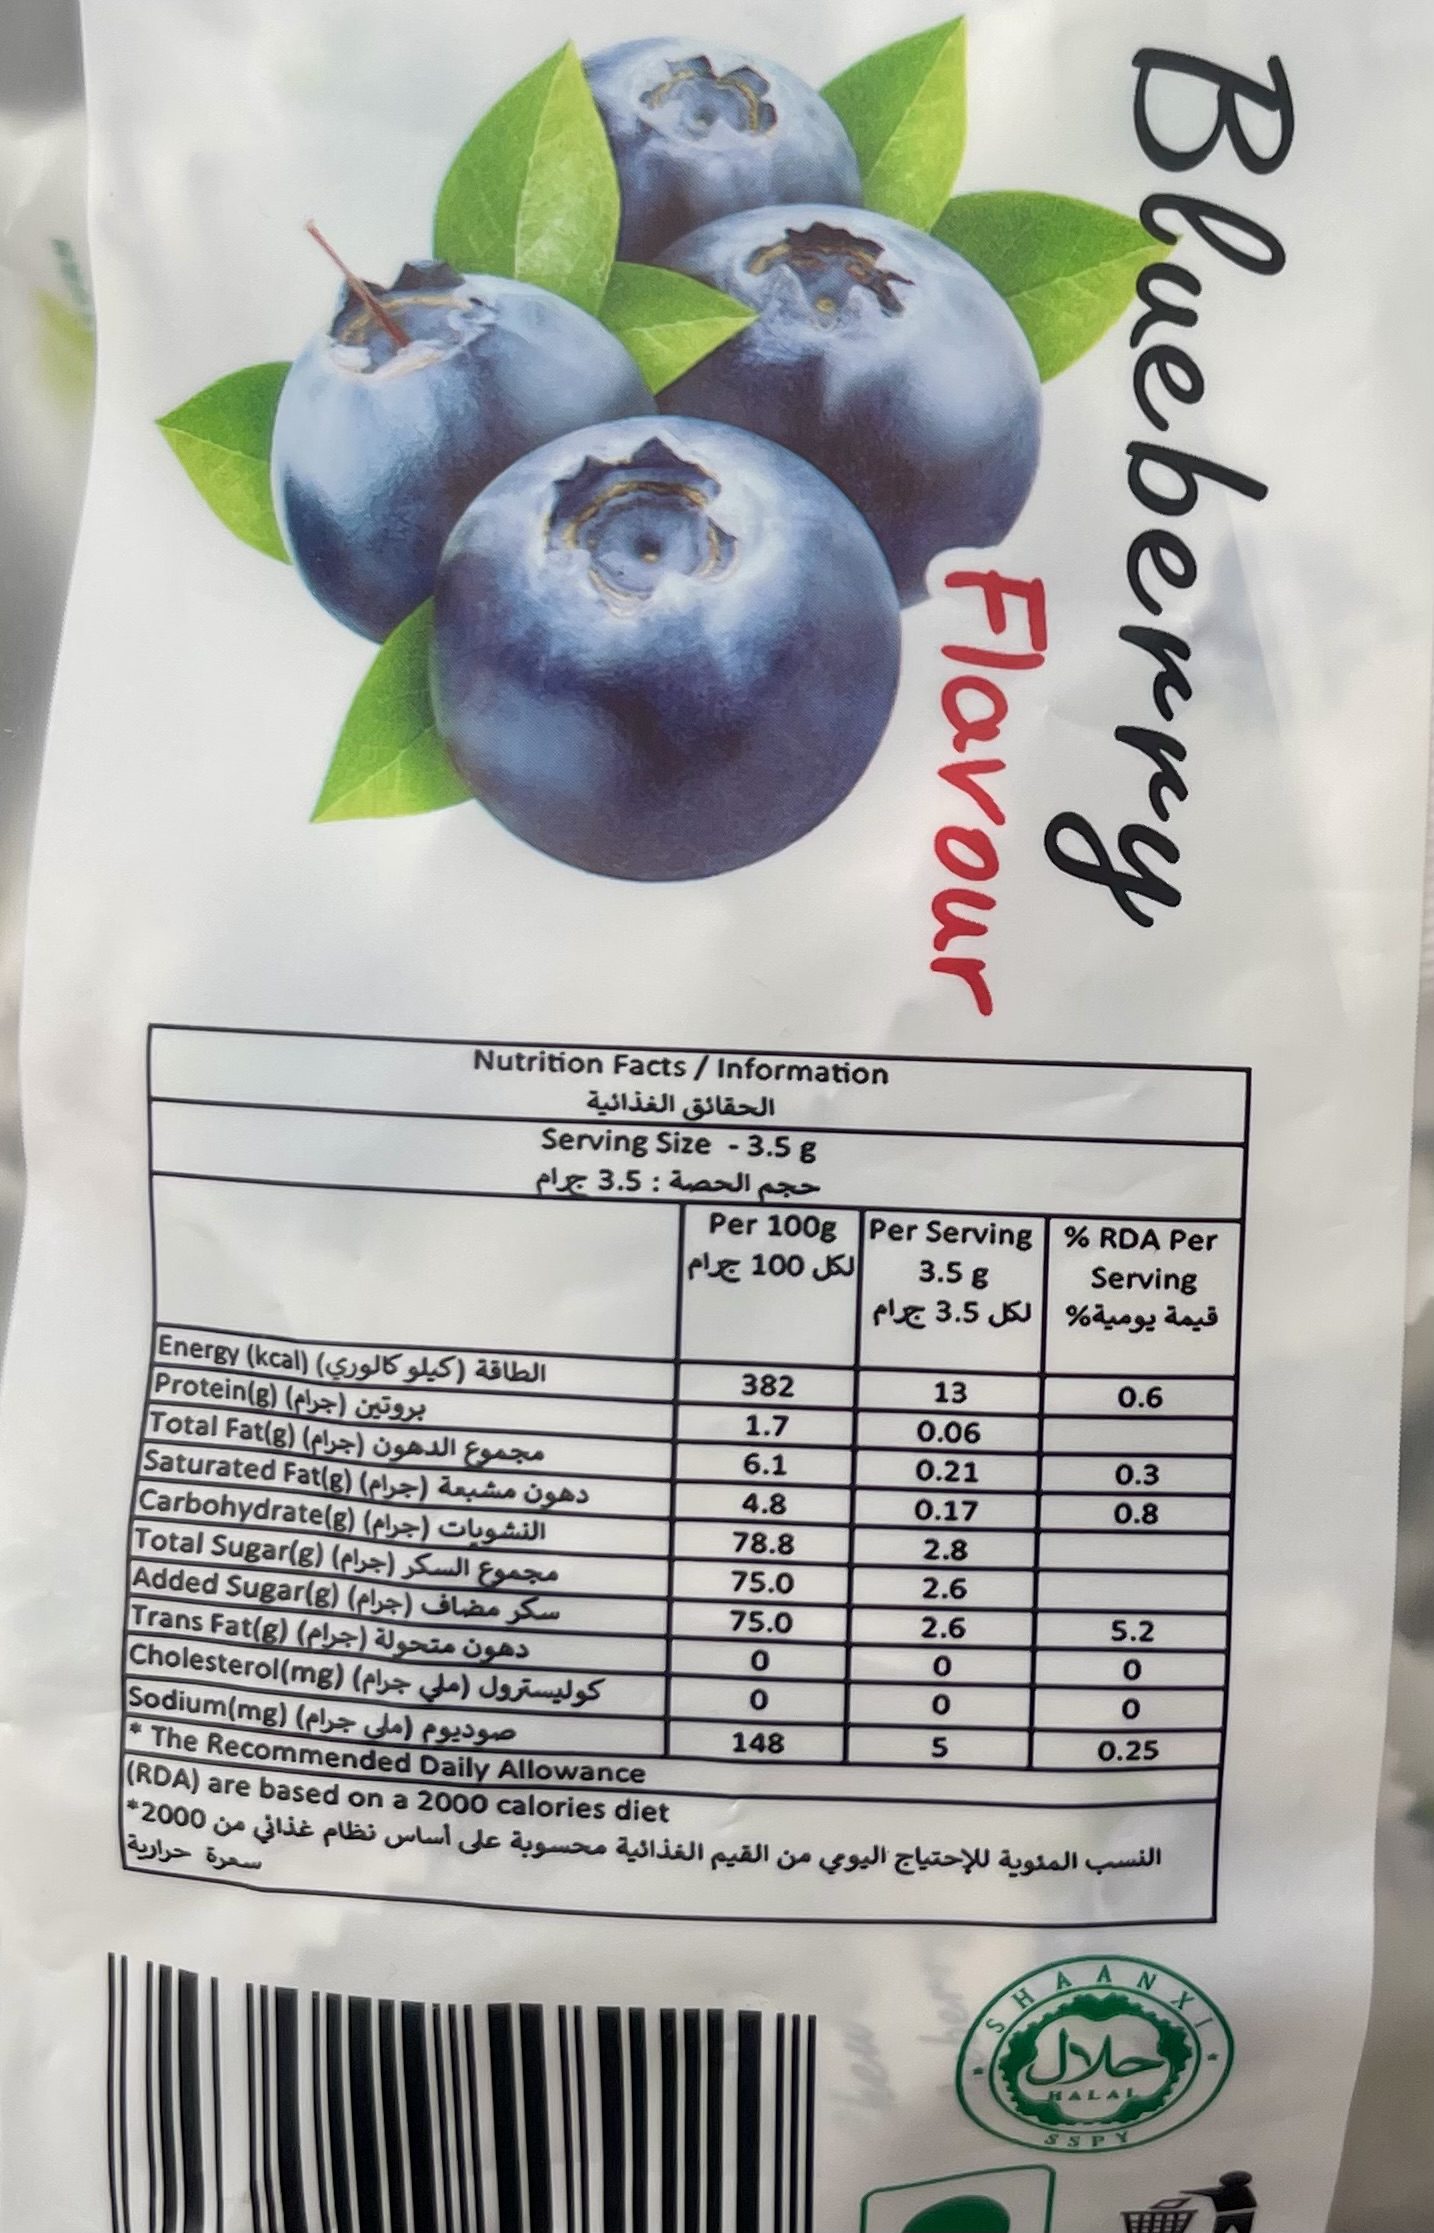 Blueberry
Flavour
Nutrition Facts / Information
الحقائق الغذائية
Serving Size - 3.5 g
حجم الحصة : 3.5 جرام
Per 100g لكل 100 جرام
Per Serving 3.5 g لكل 3.5 جرام
% RDA Per Serving قيمة يومية%
Energy (kcal) الطاقة (كيلو كالوري) 382 13 0.6
Protein(g) بروتين (جرام) 1.7 0.06
Total Fat(g) مجموع الدهون (جرام) 6.1 0.21 0.3
Saturated Fat(g) دهون مشبعة (جرام) 4.8 0.17 0.8
Carbohydrate(g) النشويات (جرام) 78.8 2.8
Total Sugar(g) مجموع السكر (جرام) 75.0 2.6
Added Sugar(g) سكر مضاف (جرام) 75.0 2.6 5.2
Trans Fat(g) دهون متحولة (جرام) 0 0 0
Cholesterol(mg) كوليسترول (ملي جرام) 0 0 0
Sodium(mg) صوديوم (ملي جرام) 148 5 0.25
* The Recommended Daily Allowance
(RDA) are based on a 2000 calories diet
*النسب المئوية للإحتياج اليومي من القيم الغذائية محسوبة على أساس نظام غذائي من 2000
سعرة حرارية
SHAANXI
حلال
HALAL
SSPY